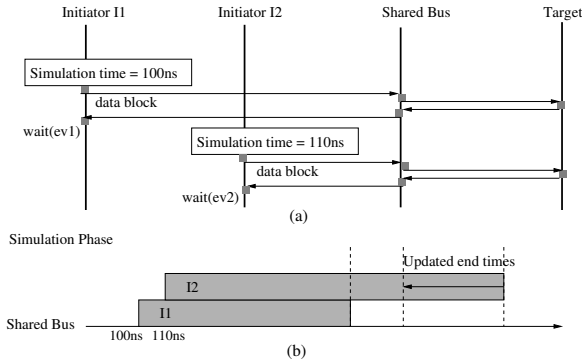 Initiator I1 Initiator I2 Shared Bus Target
Simulation time = 100ns
data block
wait(ev1)
Simulation time = 110ns
data block
wait(ev2)
(a)
Simulation Phase
Updated end times
I2
I1
Shared Bus
100ns 110ns
(b)